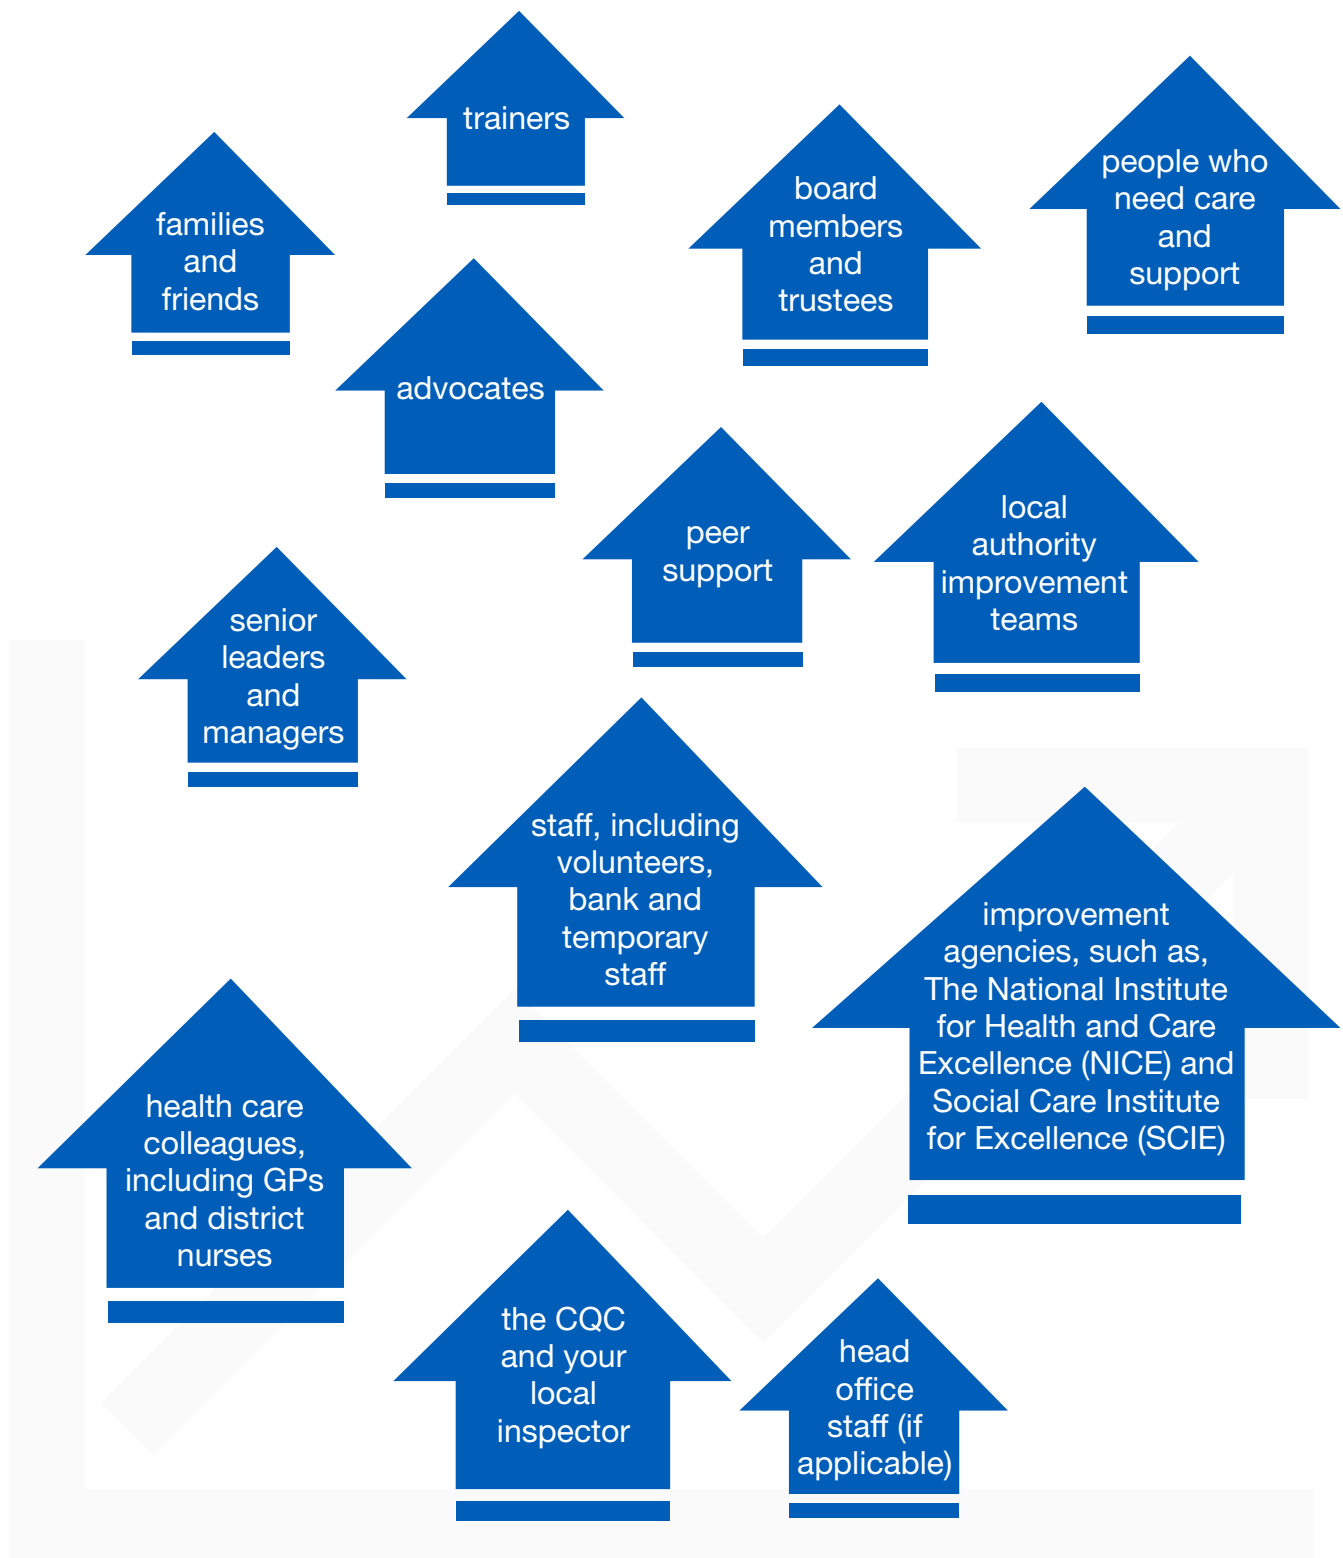 trainers
people who
need care
and
support
board
members
and
trustees
families
and
friends
advocates
peer
support
local
authority
improvement
teams
senior
leaders
and
managers
staff, including
volunteers,
bank and
temporary
staff
improvement
agencies, such as,
The National Institute
for Health and Care
Excellence (NICE) and
Social Care Institute
for Excellence (SCIE)
health care
colleagues,
including GPs
and district
nurses
the CQC
and your
local
inspector
head
office
staff (if
applicable)